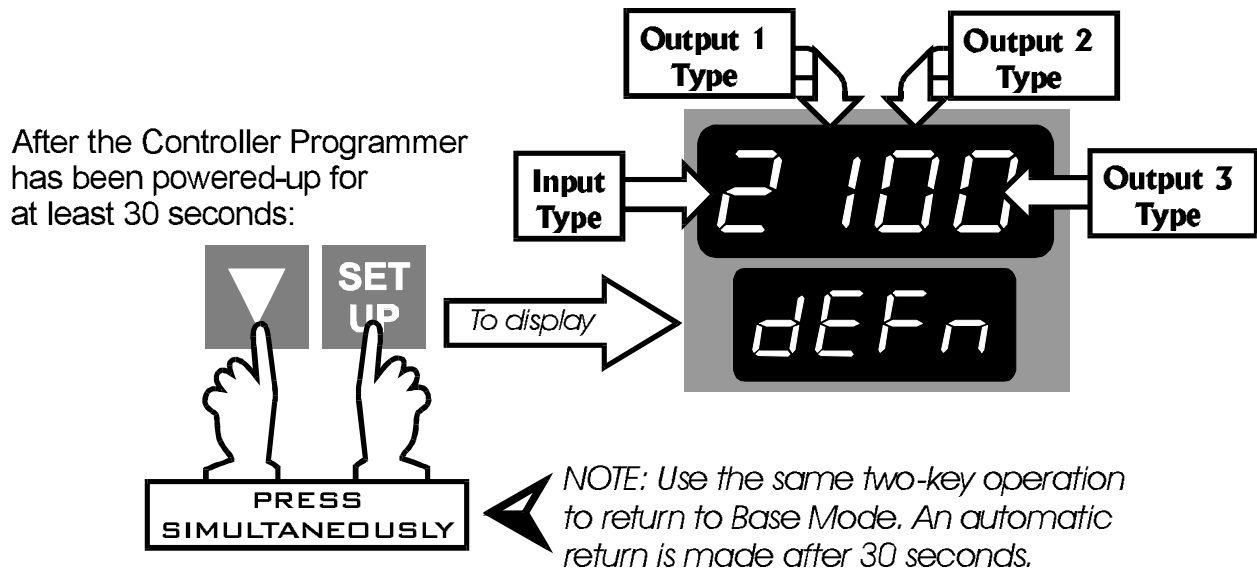 Output 1
Type
Output 2
Type
After the Controller Programmer
has been powered-up for
at least 30 seconds:
Input
Type
2100
Output 3
Type
SET
UP
To display
dEFn
PRESS
SIMULTANEOUSLY
NOTE: Use the same two-key operation
to return to Base Mode. An automatic
return is made after 30 seconds.